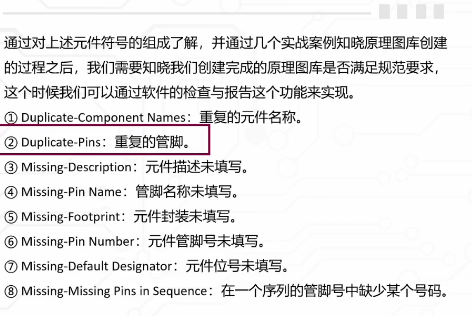 通过对上述元件符号的组成了解，并通过几个实战案例知晓原理图库创建
的过程之后，我们需要知晓我们创建完成的原理图库是否满足规范要求，
这个时候我们可以通过软件的检查与报告这个功能来实现。
① Duplicate-Component Names：重复的元件名称。
② Duplicate-Pins：重复的管脚。
③ Missing-Description：元件描述未填写。
④ Missing-Pin Name：管脚名称未填写。
⑤ Missing-Footprint：元件封装未填写。
⑥ Missing-Pin Number：元件管脚号未填写。
⑦ Missing-Default Designator：元件位号未填写。
⑧ Missing-Missing Pins in Sequence：在一个序列的管脚号中缺少某个号码。